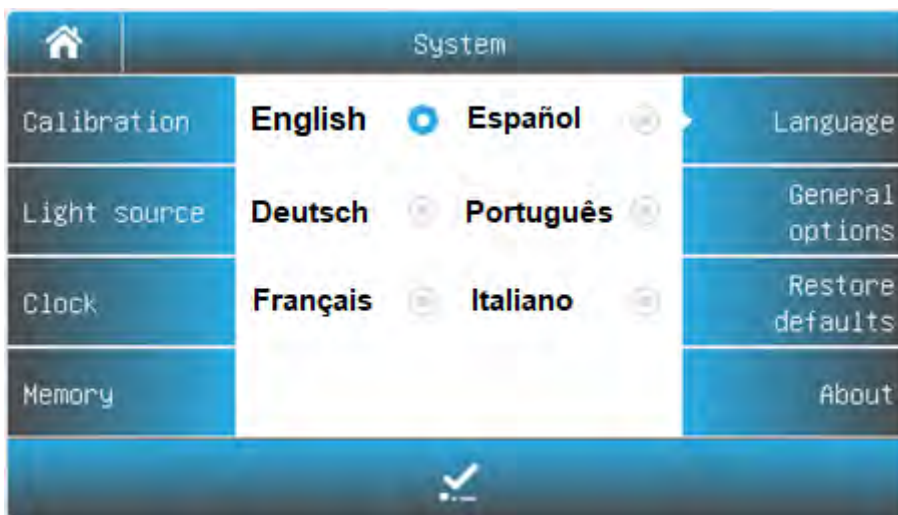 System
Calibration
English
Español
Language
Light source
Deutsch
Português
General
options
Clock
Français
Italiano
Restore
defaults
Memory
About